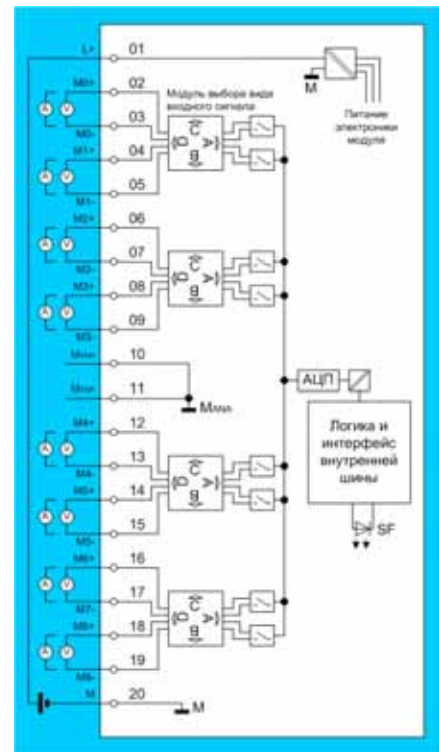 L+ 01
M
Питание
электроники
модуля
M0+ 02
A V
M0- 03
Модуль выбора вида
входного сигнала
A B C D
M1+ 04
A V
M1- 05
M2+ 06
A V
M2- 07
A B C D
M3+ 08
A V
M3- 09
10
11
АЦП
Логика и
интерфейс
внутренней
шины
SF
M4+ 12
A V
M4- 13
A B C D
M5+ 14
A V
M5- 15
M6+ 16
A V
M7- 17
A B C D
M8+ 18
A V
M8- 19
M 20
M